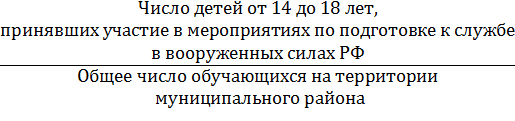 Число детей от 14 до 18 лет,
принявших участие в мероприятиях по подготовке к службе
в вооруженных силах РФ
Общее число обучающихся на территории
муниципального района